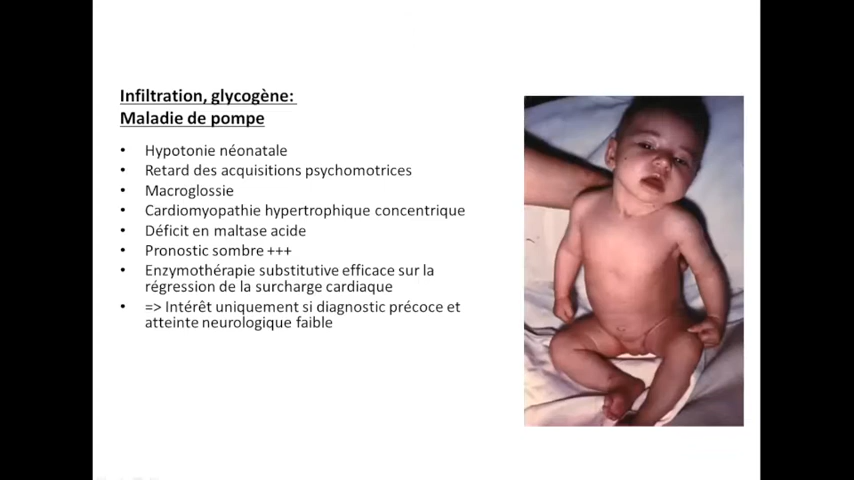 Infiltration, glycogène:
Maladie de pompe
• Hypotonie néonatale
• Retard des acquisitions psychomotrices
• Macroglossie
• Cardiomyopathie hypertrophique concentrique
• Déficit en maltase acide
• Pronostic sombre +++
• Enzymothérapie substitutive efficace sur la
régression de la surcharge cardiaque
• => Intérêt uniquement si diagnostic précoce et
atteinte neurologique faible